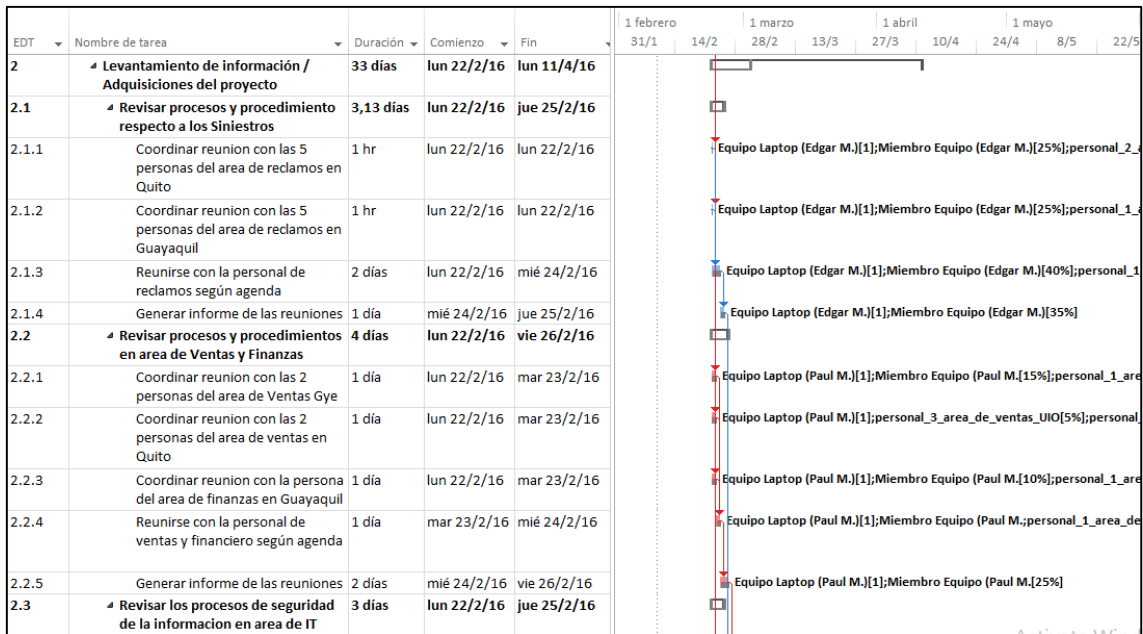 1 febrero 1 marzo 1 abril 1 mayo
EDT Nombre de tarea Duración Comienzo Fin 31/1 14/2 28/2 13/3 27/3 10/4 24/4 8/5 22/5
2 Levantamiento de información / 33 días lun 22/2/16 lun 11/4/16
Adquisiciones del proyecto
2.1 Revisar procesos y procedimiento 3,13 días lun 22/2/16 jue 25/2/16
respecto a los Siniestros
2.1.1 Coordinar reunion con las 5 1 hr lun 22/2/16 lun 22/2/16 Equipo Laptop (Edgar M.)[1];Miembro Equipo (Edgar M.)[25%];personal_2_
personas del area de reclamos en
Quito
2.1.2 Coordinar reunion con las 5 1 hr lun 22/2/16 lun 22/2/16 Equipo Laptop (Edgar M.)[1];Miembro Equipo (Edgar M.)[25%];personal_1_
personas del area de reclamos en
Guayaquil
2.1.3 Reunirse con la personal de 2 días lun 22/2/16 mié 24/2/16 Equipo Laptop (Edgar M.)[1];Miembro Equipo (Edgar M.)[40%];personal_1
reclamos según agenda
2.1.4 Generar informe de las reuniones 1 día mié 24/2/16 jue 25/2/16 Equipo Laptop (Edgar M.)[1];Miembro Equipo (Edgar M.)[35%]
2.2 Revisar procesos y procedimientos 4 días lun 22/2/16 vie 26/2/16
en area de Ventas y Finanzas
2.2.1 Coordinar reunion con las 2 1 día lun 22/2/16 mar 23/2/16 Equipo Laptop (Paul M.)[1];Miembro Equipo (Paul M.[15%];personal_1_are
personas del area de Ventas Gye
2.2.2 Coordinar reunion con las 2 1 día lun 22/2/16 mar 23/2/16 Equipo Laptop (Paul M.)[1];personal_3_area_de_ventas_UIO[5%];personal_
personas del area de ventas en
Quito
2.2.3 Coordinar reunion con la persona 1 día lun 22/2/16 mar 23/2/16 Equipo Laptop (Paul M.)[1];Miembro Equipo (Paul M.[10%];personal_1_are
del area de finanzas en Guayaquil
2.2.4 Reunirse con la personal de 1 día mar 23/2/16 mié 24/2/16 Equipo Laptop (Paul M.)[1];Miembro Equipo (Paul M.;personal_1_area_de
ventas y financiero según agenda
2.2.5 Generar informe de las reuniones 2 días mié 24/2/16 vie 26/2/16 Equipo Laptop (Paul M.)[1];Miembro Equipo (Paul M.[25%]
2.3 Revisar los procesos de seguridad 3 días lun 22/2/16 jue 25/2/16
de la informacion en area de IT